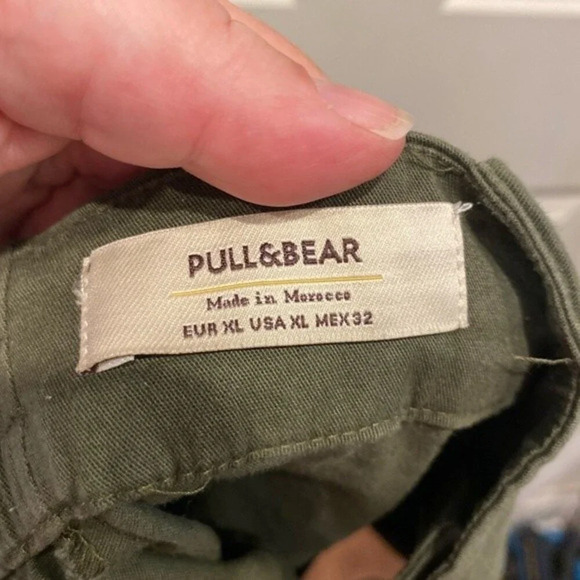 PULL&BEAR
Made in Morocco
EUR XL USA XL MEX 32